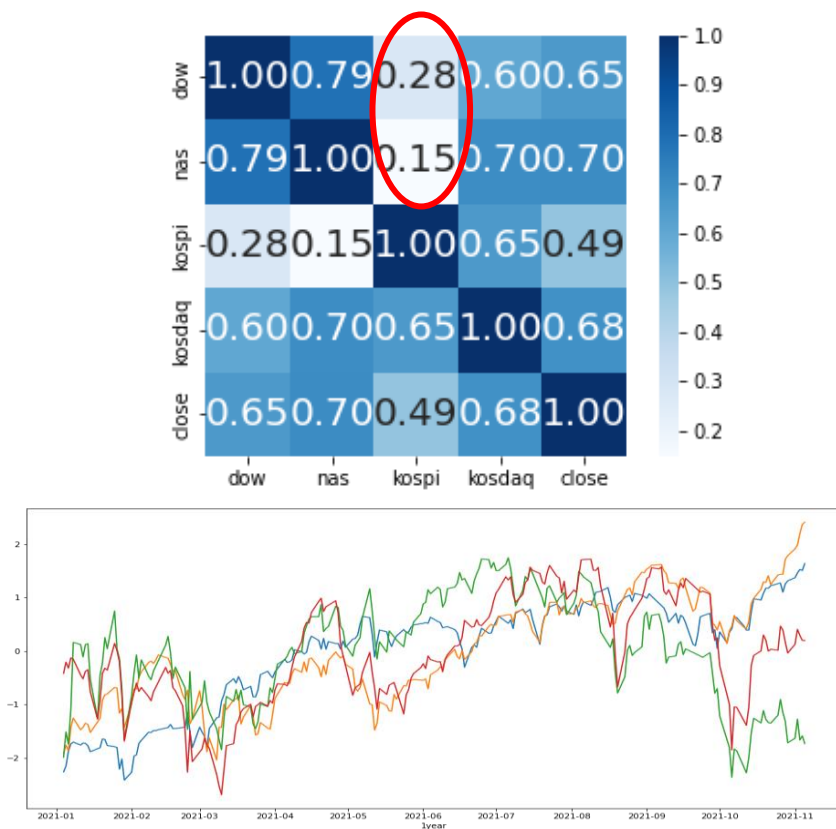 dow 1.00 0.79 0.28 0.60 0.65
nas 0.79 1.00 0.15 0.70 0.70
kospi 0.28 0.15 1.00 0.65 0.49
kosdaq 0.60 0.70 0.65 1.00 0.68
close 0.65 0.70 0.49 0.68 1.00
dow nas kospi kosdaq close
1.0
0.9
0.8
0.7
0.6
0.5
0.4
0.3
0.2
2
1
0
−1
−2
2021-01 2021-02 2021-03 2021-04 2021-05 2021-06 2021-07 2021-08 2021-09 2021-10 2021-11
1year